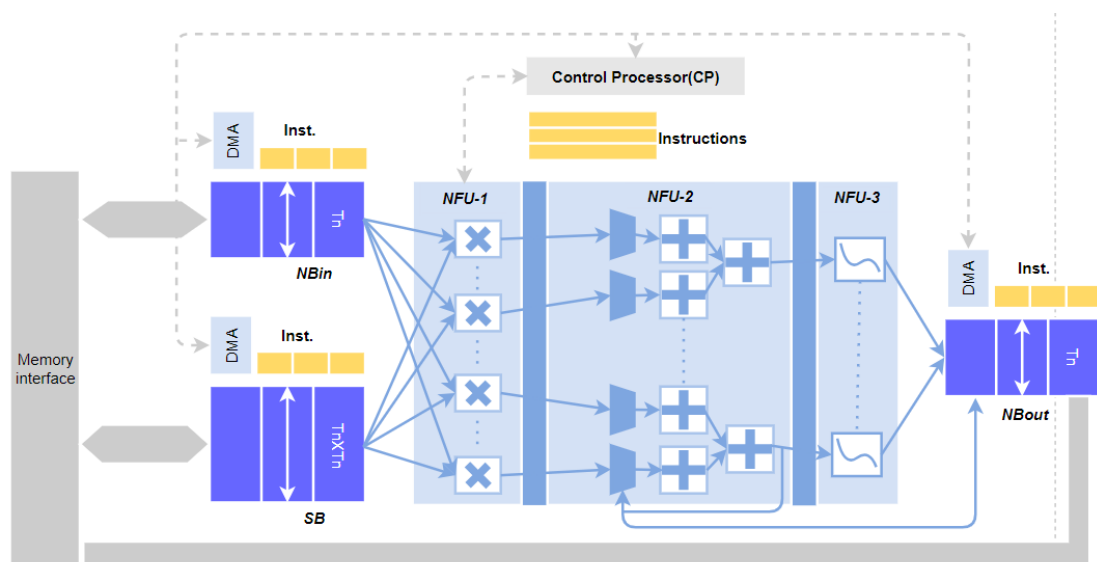 Control Processor(CP)
DMA
Inst.
Instructions
NFU-1
NFU-2
NFU-3
Tn
NBin
DMA
Inst.
DMA
Inst.
Memory
interface
TnXTn
Tn
NBout
SB